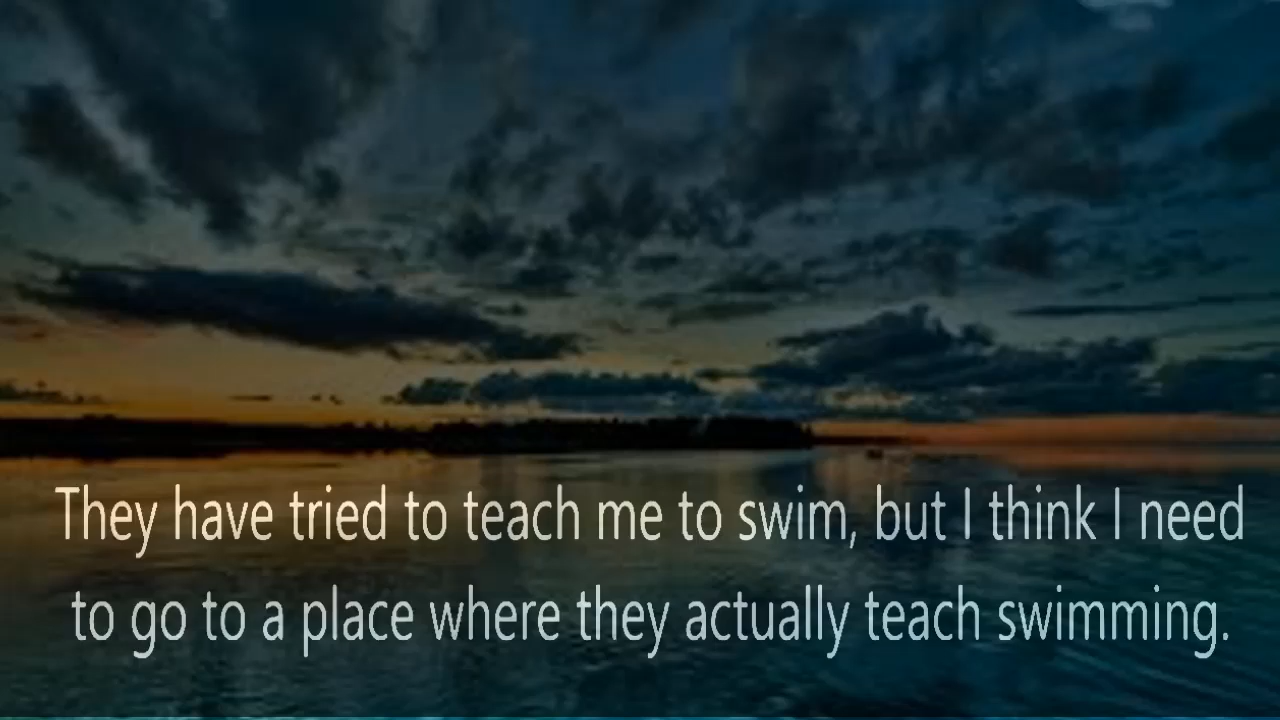 They have tried to teach me to swim, but I think I need
to go to a place where they actually teach swimming.